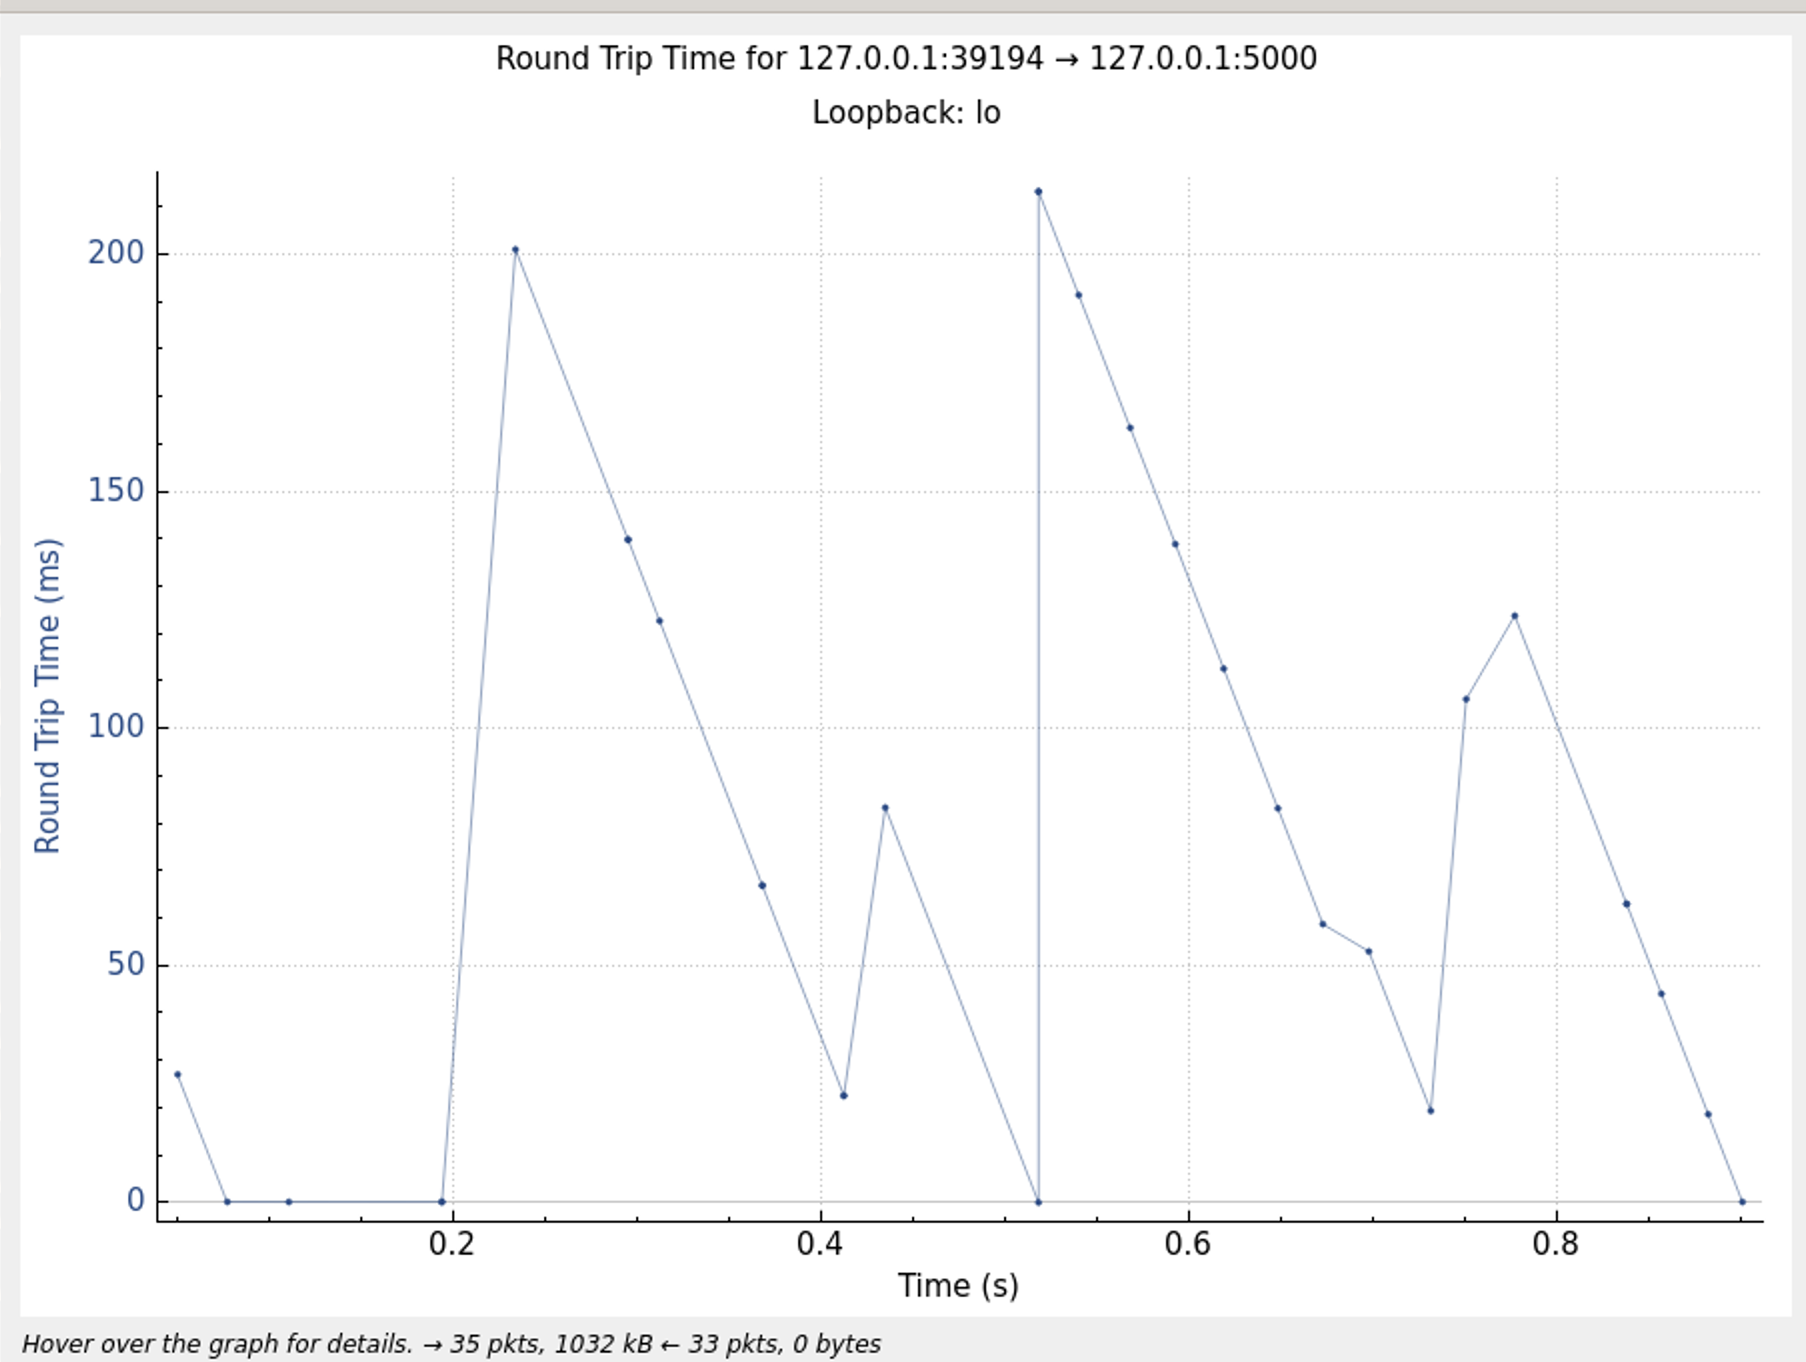 Round Trip Time for 127.0.0.1:39194 → 127.0.0.1:5000
Loopback: lo
Round Trip Time (ms)
200
150
100
50
0
0.2 0.4 0.6 0.8
Time (s)
Hover over the graph for details. → 35 pkts, 1032 kB ← 33 pkts, 0 bytes